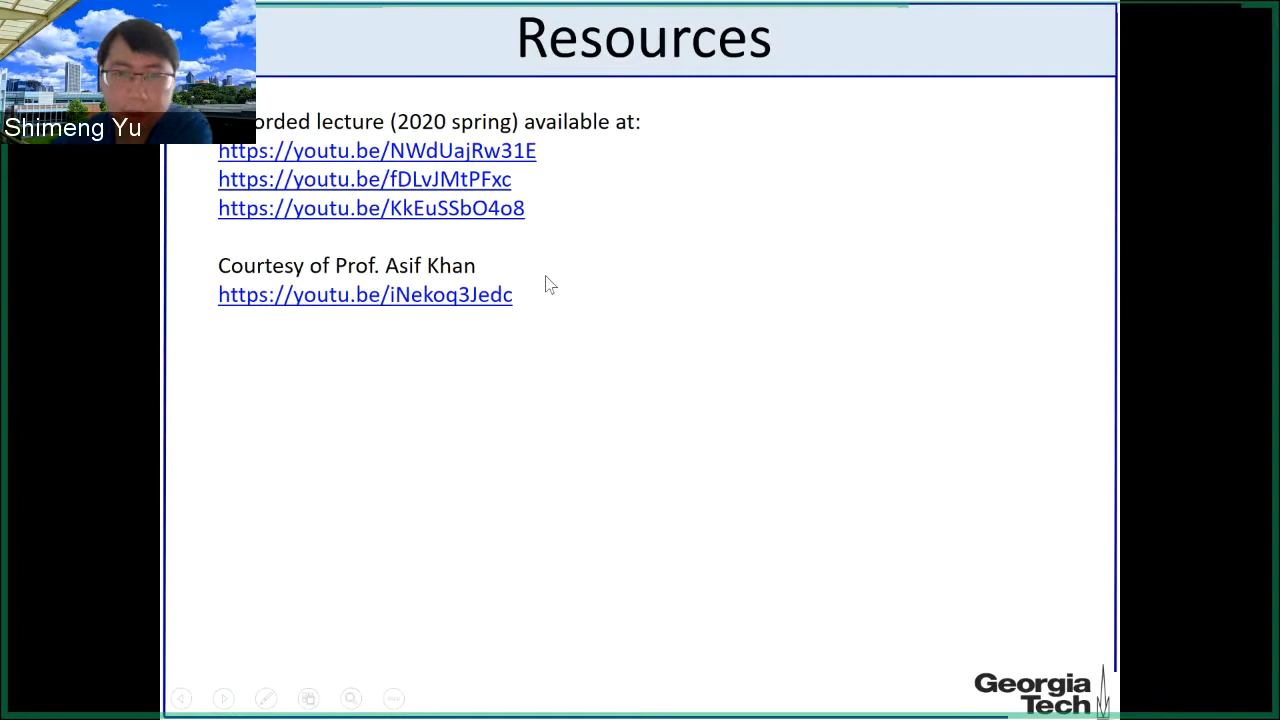 Resources
Shimeng Yu
orded lecture (2020 spring) available at:
https://youtu.be/NWdUajRw31E
https://youtu.be/fDLvJMtPFxc
https://youtu.be/KkEuSSbO4o8
Courtesy of Prof. Asif Khan
https://youtu.be/iNekoq3Jedc
Georgia
Tech